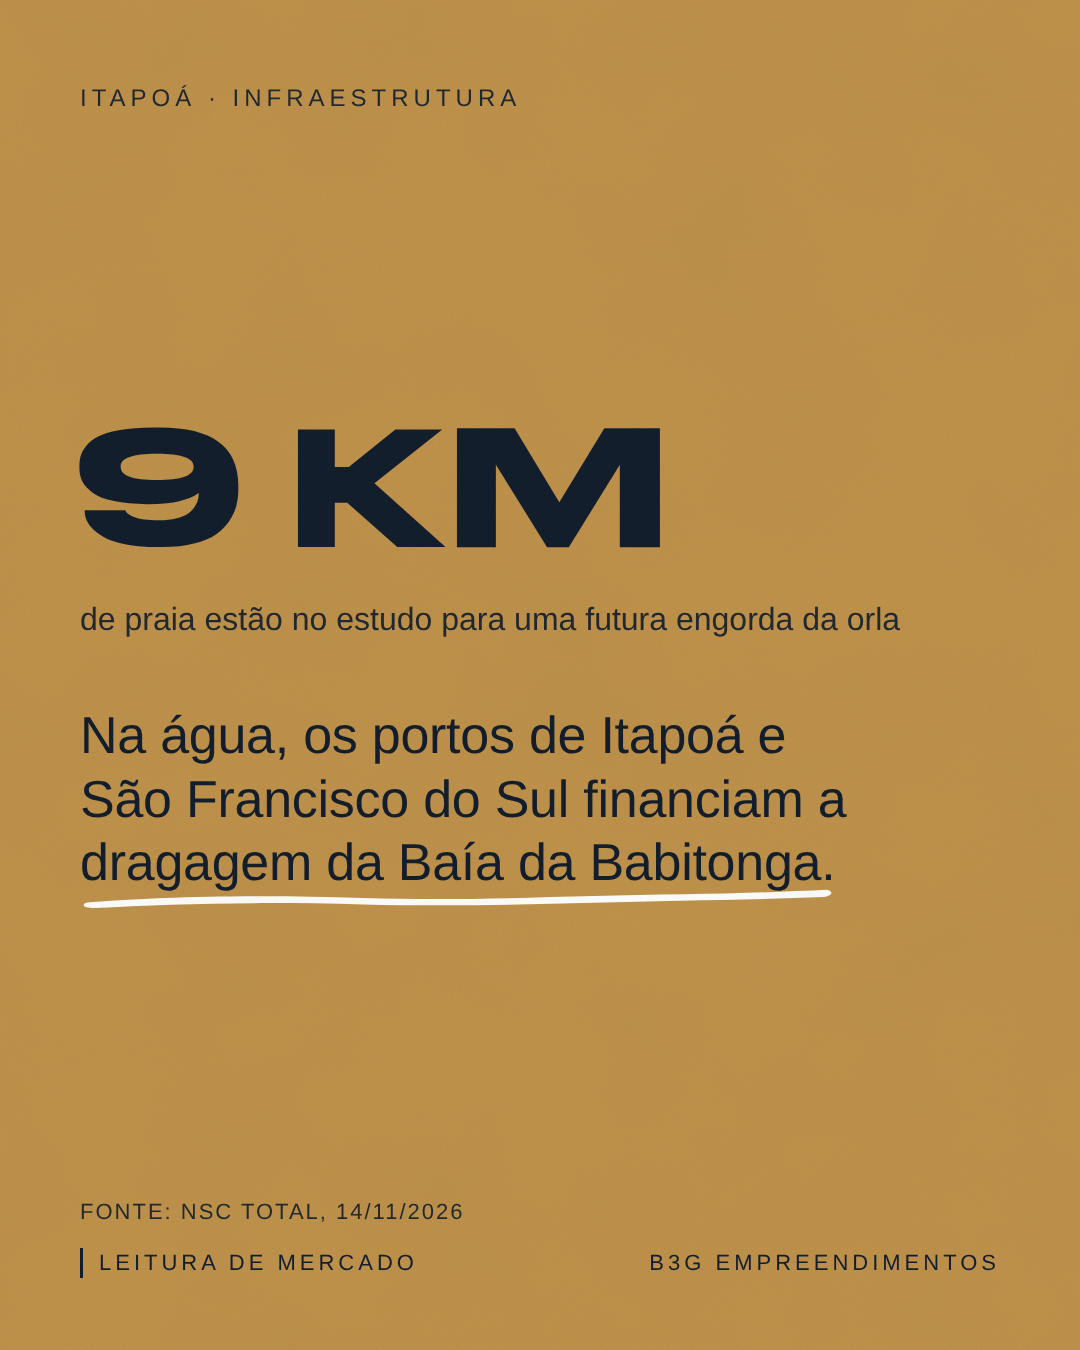 ITAPOÁ · INFRAESTRUTURA
9 KM
de praia estão no estudo para uma futura engorda da orla
Na água, os portos de Itapoá e
São Francisco do Sul financiam a
dragagem da Baía da Babitonga.
FONTE: NSC TOTAL, 14/11/2026
LEITURA DE MERCADO
B3G EMPREENDIMENTOS